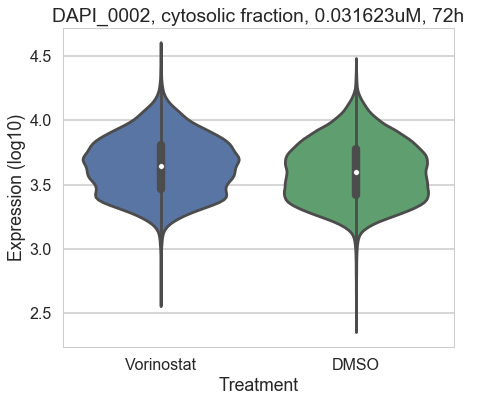 DAPI_0002, cytosolic fraction, 0.031623uM, 72h
Expression (log10)
4.5
4.0
3.5
3.0
2.5
Vorinostat
DMSO
Treatment